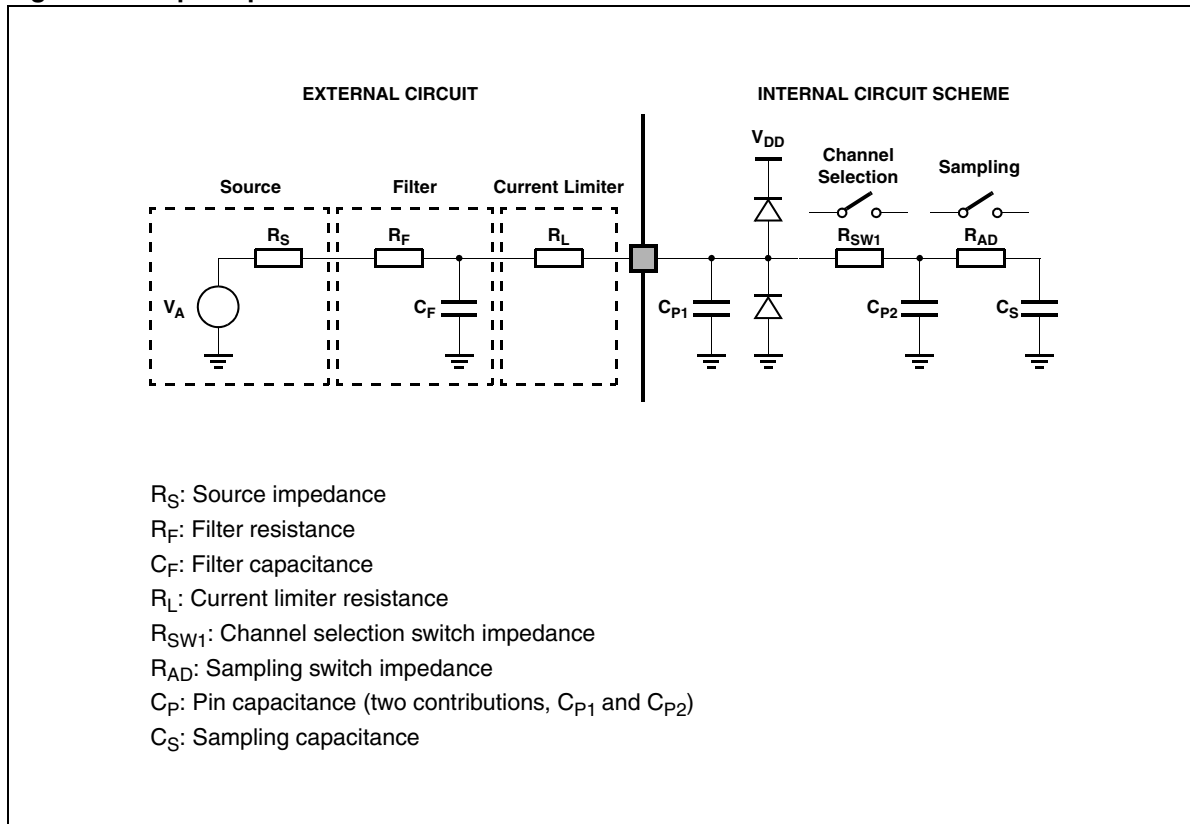 EXTERNAL CIRCUIT
INTERNAL CIRCUIT SCHEME
VDD
Channel
Selection
Sampling
Source
Filter
Current Limiter
RS
RF
RL
RSW1
RAD
VA
CF
CP1
CP2
CS
RS: Source impedance
RF: Filter resistance
CF: Filter capacitance
RL: Current limiter resistance
RSW1: Channel selection switch impedance
RAD: Sampling switch impedance
CP: Pin capacitance (two contributions, CP1 and CP2)
CS: Sampling capacitance